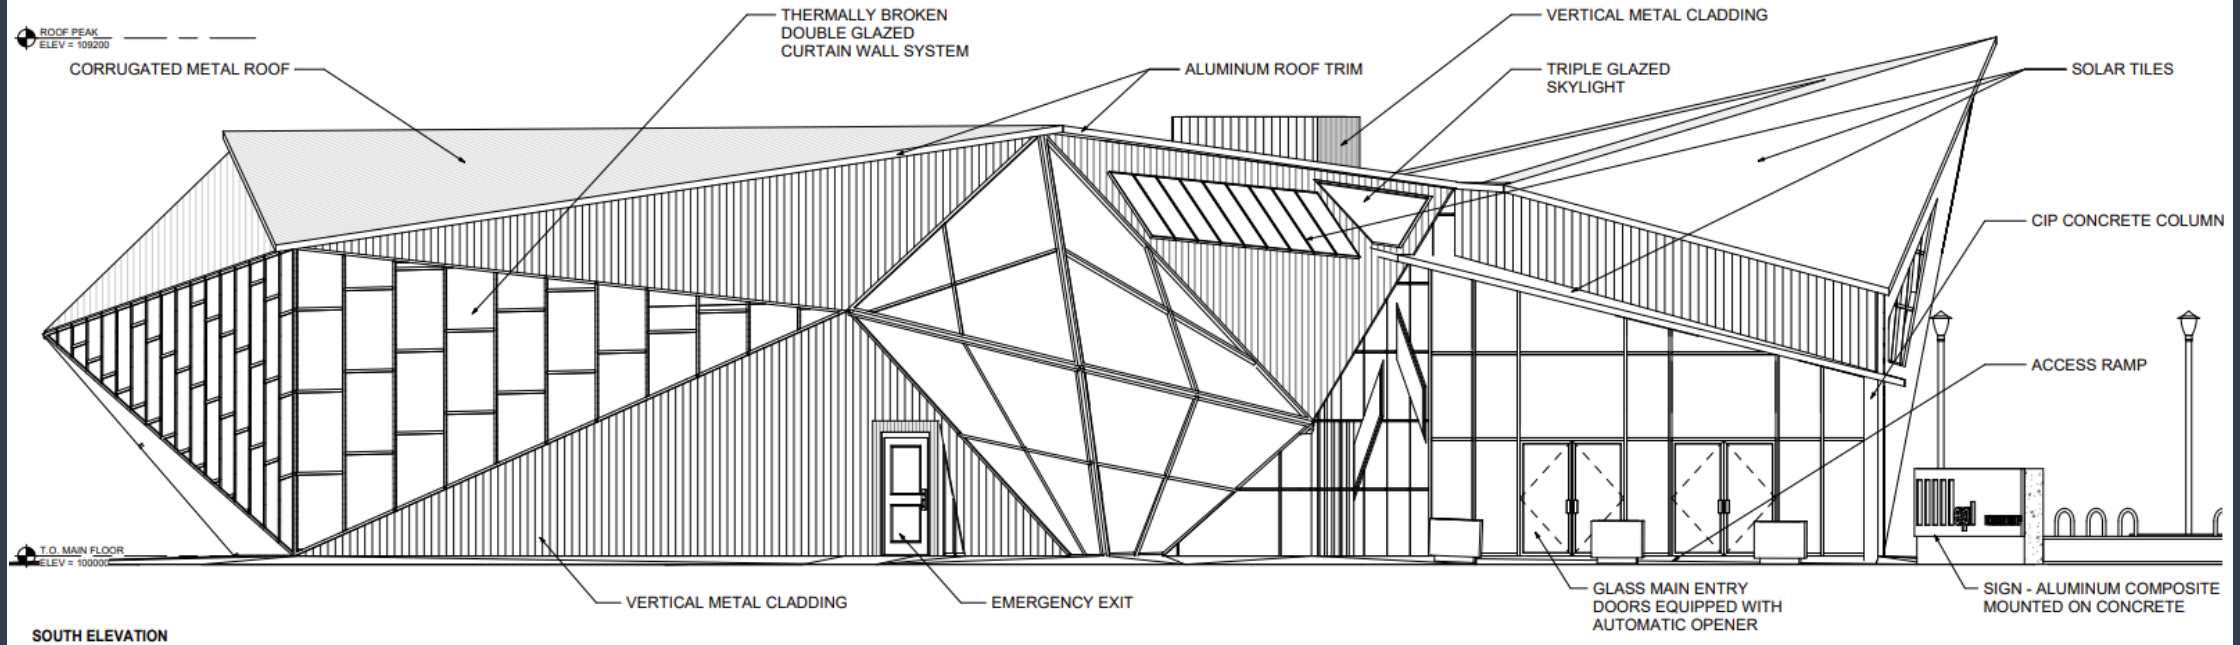 ROOF PEAK
ELEV = 109200
CORRUGATED METAL ROOF
THERMALLY BROKEN
DOUBLE GLAZED
CURTAIN WALL SYSTEM
ALUMINUM ROOF TRIM
VERTICAL METAL CLADDING
TRIPLE GLAZED
SKYLIGHT
SOLAR TILES
CIP CONCRETE COLUMN
ACCESS RAMP
T.O. MAIN FLOOR
ELEV = 100000
VERTICAL METAL CLADDING
EMERGENCY EXIT
GLASS MAIN ENTRY
DOORS EQUIPPED WITH
AUTOMATIC OPENER
SIGN - ALUMINUM COMPOSITE
MOUNTED ON CONCRETE
SOUTH ELEVATION